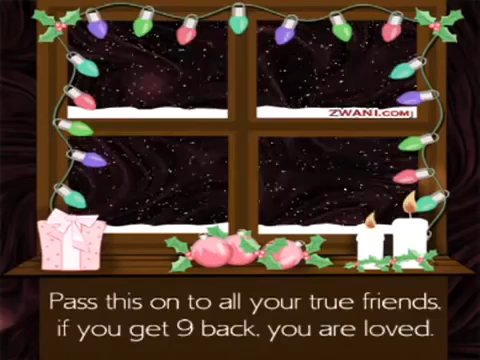 ZWANI.COM
Pass this on to all your true friends.
if you get 9 back. you are loved.